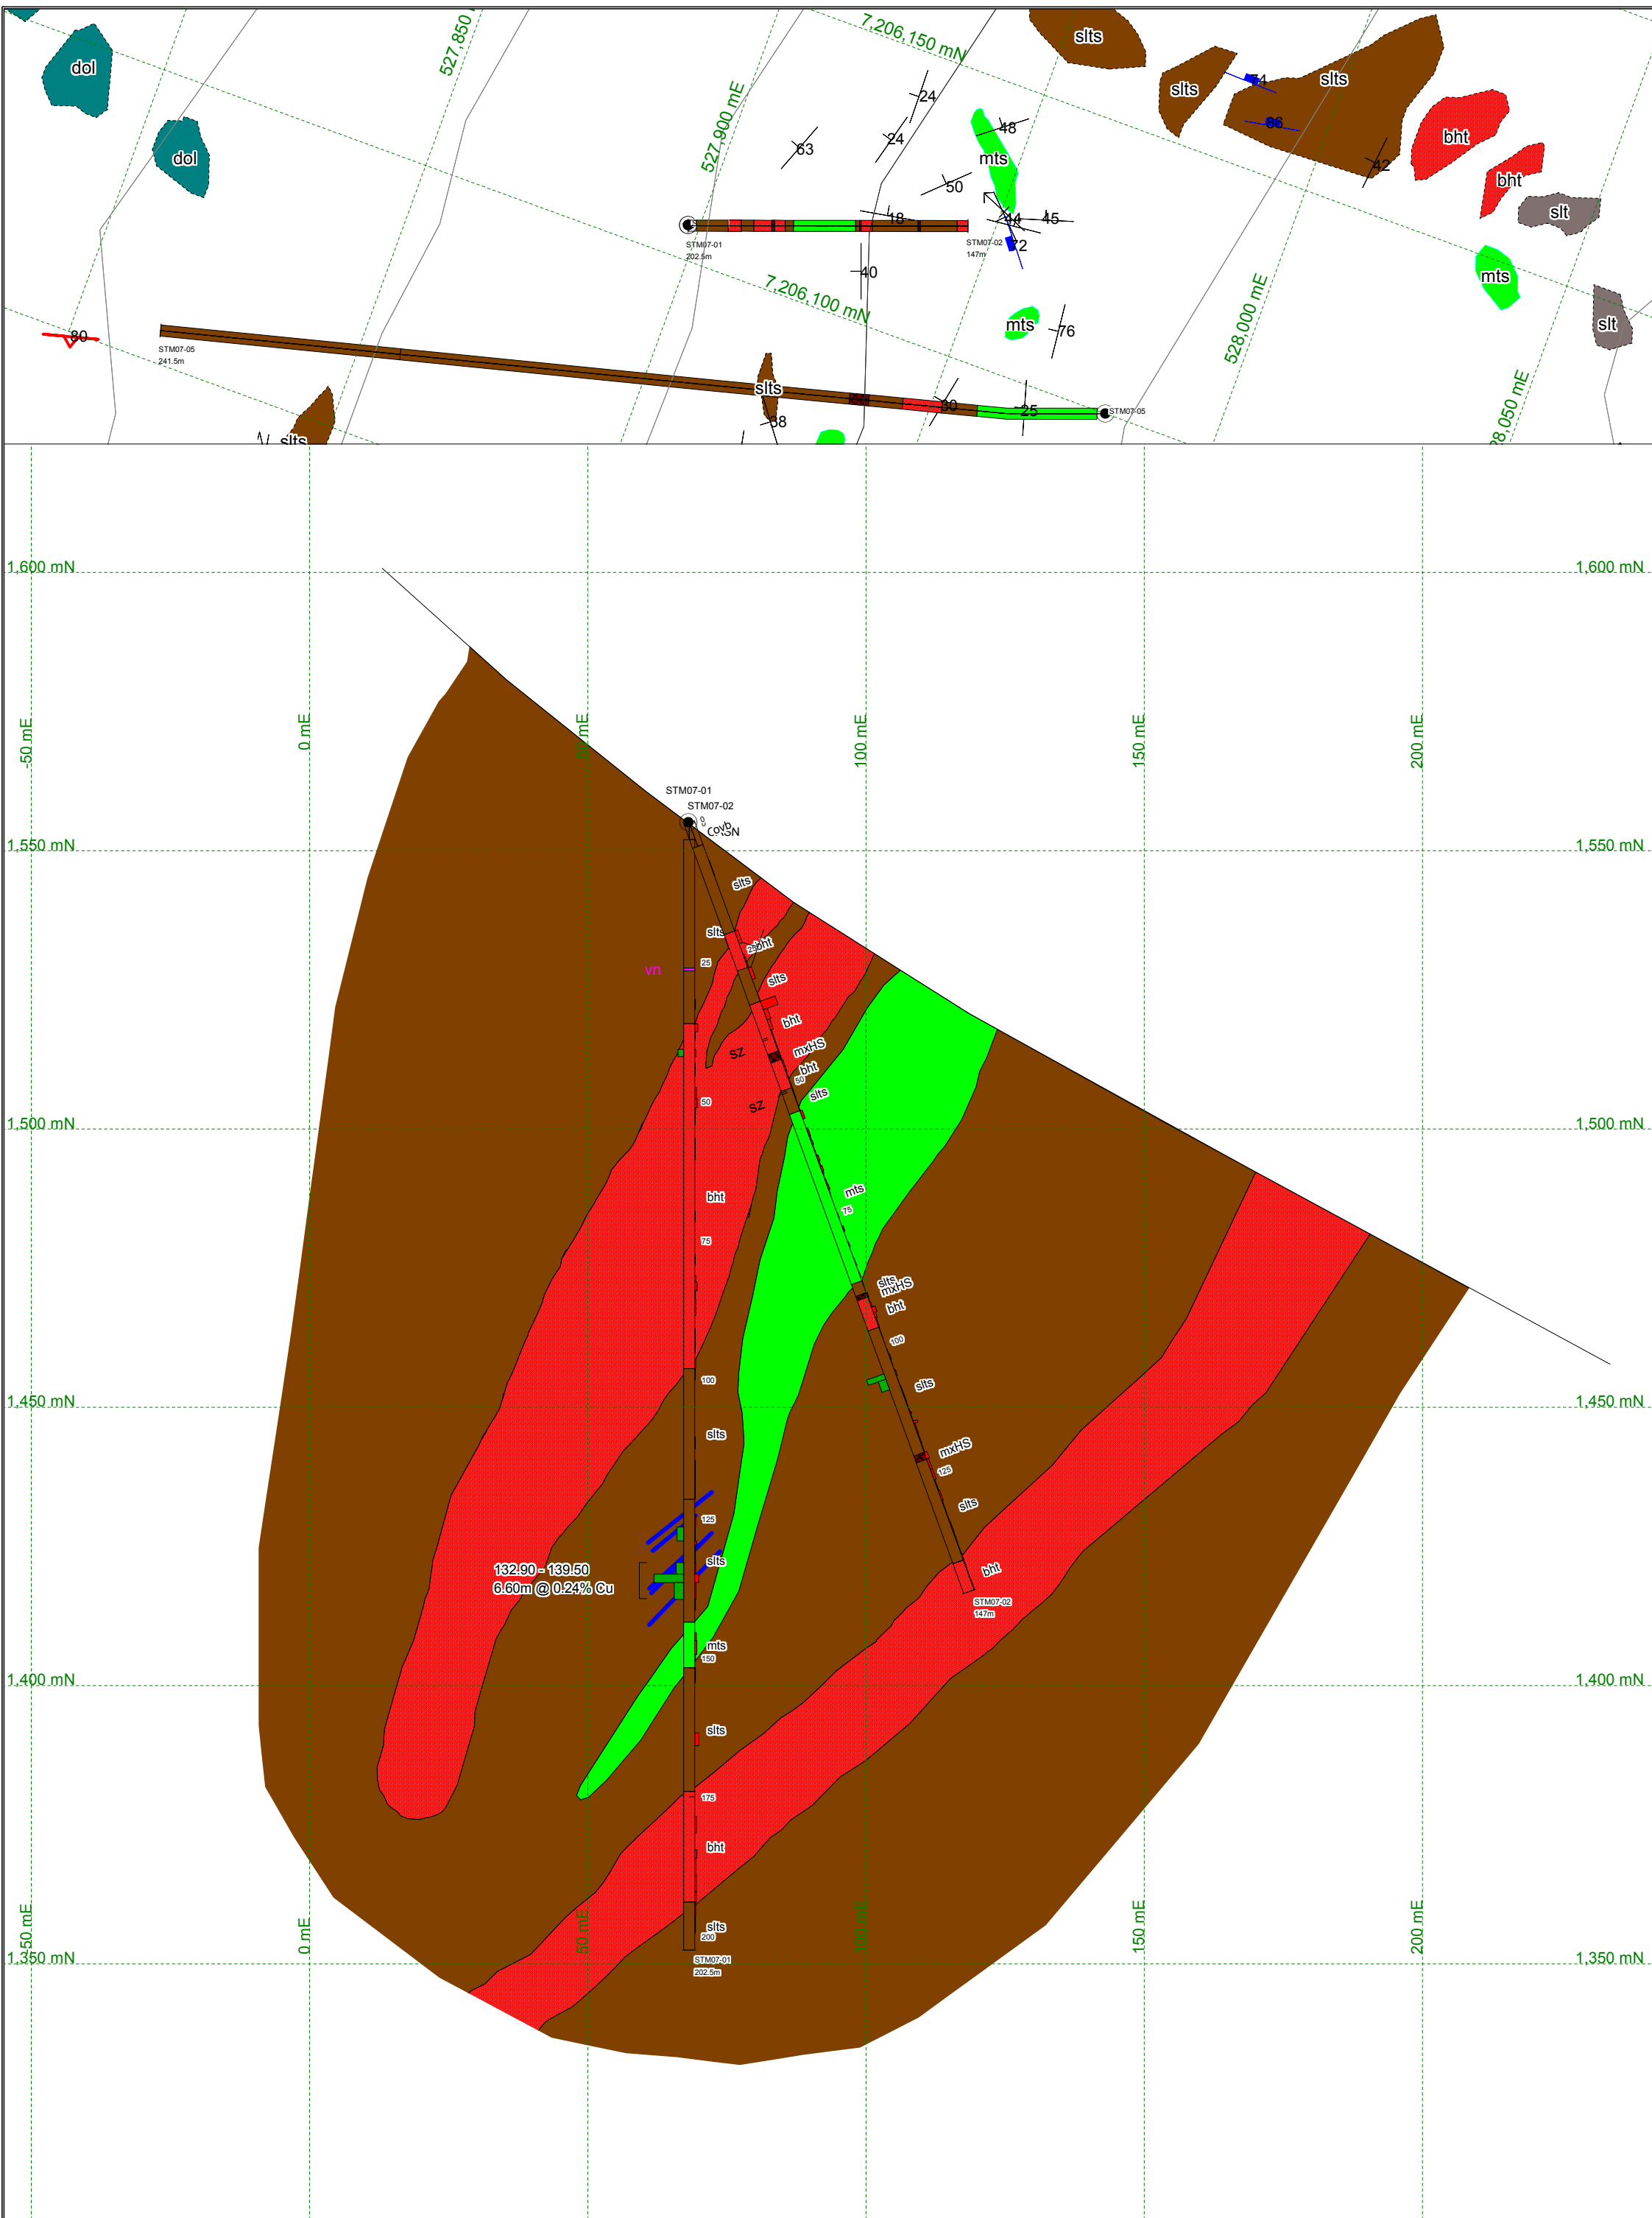 7,206,150 mN
527,850
slts
dol
slts
74
slts
527,900 mE
24
86
bht
48
24
63
dol
mts
42
50
bht
slt
18
44
45
STM07-01
202.5m
STM07-02
147m
72
40
mts
7,206,100 mN
528,000 mE
80
STM07-05
241.5m
mts
76
slt
slts
30
25
STM07-05
38
28,050 mE
slts
1,600 mN
1,600 mN
-50 mE
0 mE
50 mE
100 mE
150 mE
200 mE
STM07-01
STM07-02
0
covb
1,550 mN
1,550 mN
slts
slts
25
bht
vn
25
slts
bht
sz
mxHS
bht
50
50
sz
slts
1,500 mN
1,500 mN
mts
bht
75
75
slts
mxHS
bht
100
100
slts
1,450 mN
1,450 mN
slts
mxHS
125
slts
125
slts
132.90 - 139.50
6.60m @ 0.24% Cu
bht
STM07-02
147m
mts
150
1,400 mN
1,400 mN
slts
175
bht
-50 mE
0 mE
50 mE
100 mE
150 mE
200 mE
slts
200
STM07-01
202.5m
1,350 mN
1,350 mN